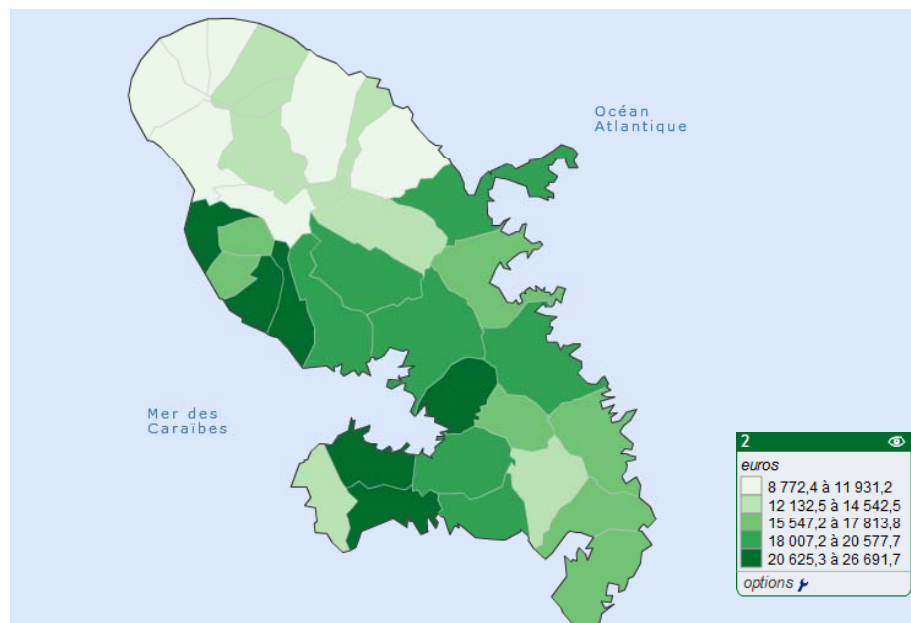 Océan
Atlantique
Mer des
Caraïbes
2
euros
8 772,4 à 11 931,2
12 132,5 à 14 542,5
15 547,2 à 17 813,8
18 007,2 à 20 577,7
20 625,3 à 26 691,7
options